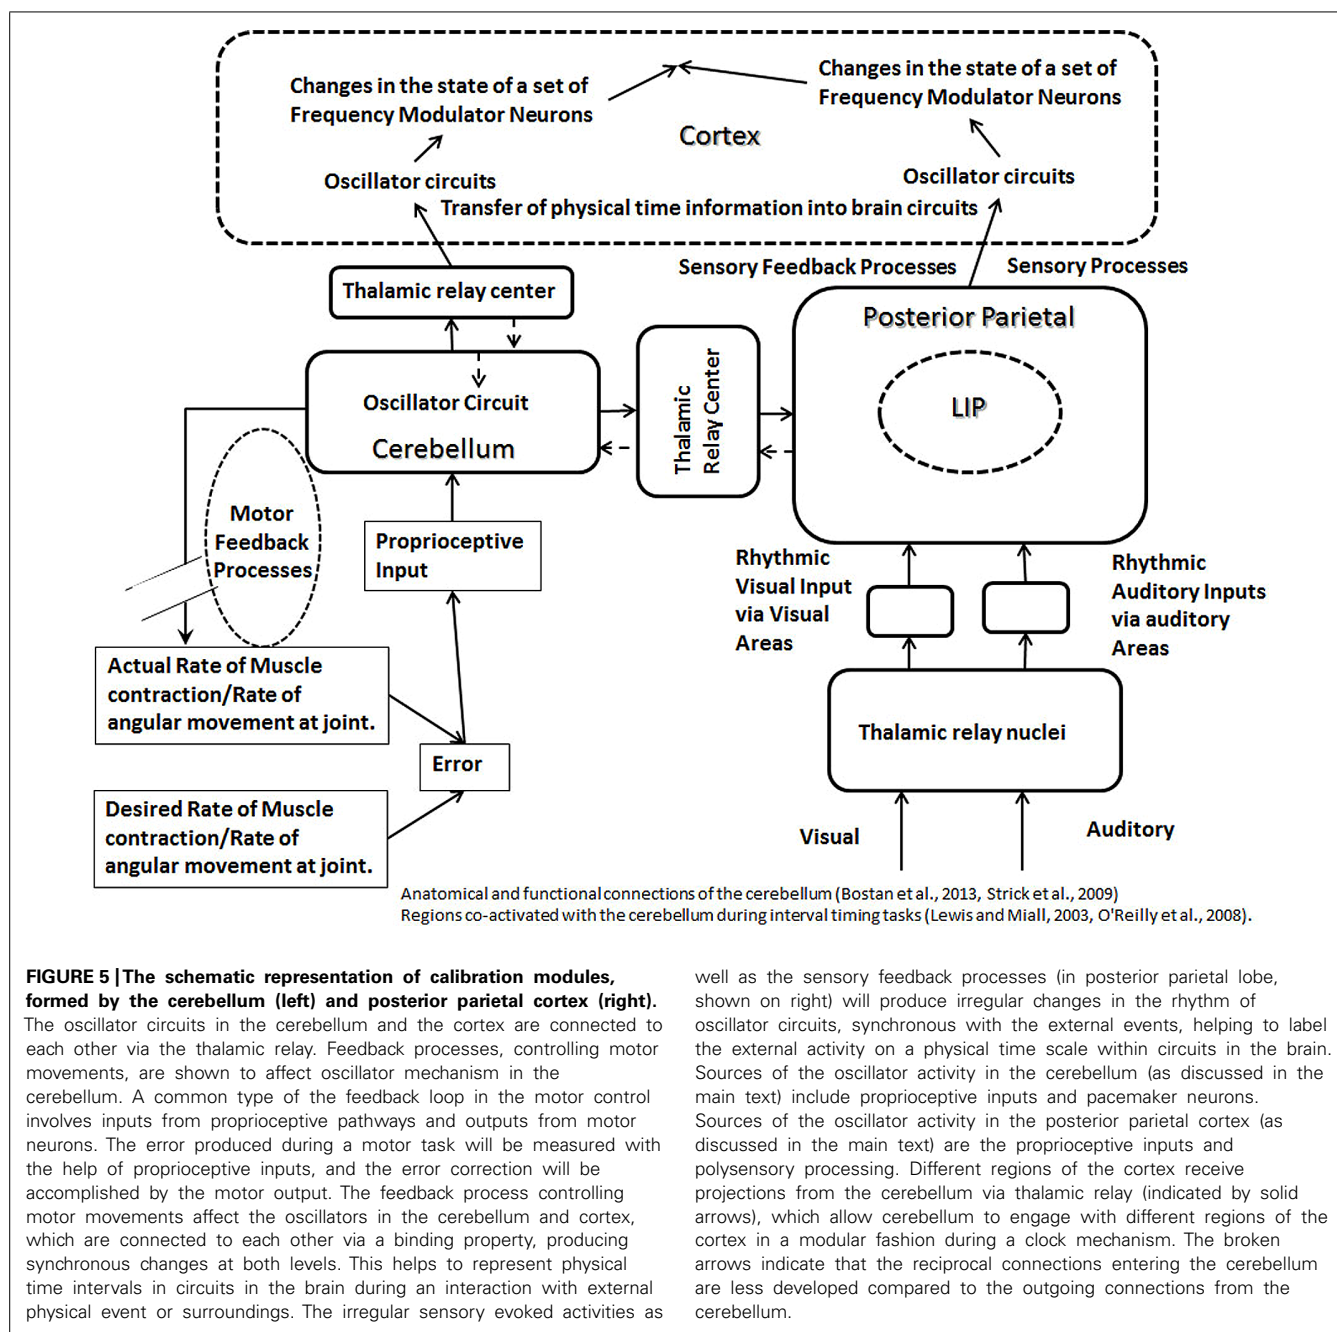 Changes in the state of a set of
Frequency Modulator Neurons
Changes in the state of a set of
Frequency Modulator Neurons
Cortex
Oscillator circuits
Oscillator circuits
Transfer of physical time information into brain circuits
Sensory Feedback Processes
Sensory Processes
Thalamic relay center
Posterior Parietal
LIP
Oscillator Circuit
Cerebellum
Thalamic
Relay Center
Motor
Feedback
Processes
Proprioceptive
Input
Rhythmic
Visual Input
via Visual
Areas
Rhythmic
Auditory Inputs
via auditory
Areas
Actual Rate of Muscle
contraction/Rate of
angular movement at joint.
Error
Thalamic relay nuclei
Desired Rate of Muscle
contraction/Rate of
angular movement at joint.
Visual
Auditory
Anatomical and functional connections of the cerebellum (Bostan et al., 2013, Strick et al., 2009)
Regions co-activated with the cerebellum during interval timing tasks (Lewis and Miall, 2003, O'Reilly et al., 2008).
FIGURE 5 | The schematic representation of calibration modules,
formed by the cerebellum (left) and posterior parietal cortex (right).
The oscillator circuits in the cerebellum and the cortex are connected to
each other via the thalamic relay. Feedback processes, controlling motor
movements, are shown to affect oscillator mechanism in the
cerebellum. A common type of the feedback loop in the motor control
involves inputs from proprioceptive pathways and outputs from motor
neurons. The error produced during a motor task will be measured with
the help of proprioceptive inputs, and the error correction will be
accomplished by the motor output. The feedback process controlling
motor movements affect the oscillators in the cerebellum and cortex,
which are connected to each other via a binding property, producing
synchronous changes at both levels. This helps to represent physical
time intervals in circuits in the brain during an interaction with external
physical event or surroundings. The irregular sensory evoked activities as
well as the sensory feedback processes (in posterior parietal lobe,
shown on right) will produce irregular changes in the rhythm of
oscillator circuits, synchronous with the external events, helping to label
the external activity on a physical time scale within circuits in the brain.
Sources of the oscillator activity in the cerebellum (as discussed in the
main text) include proprioceptive inputs and pacemaker neurons.
Sources of the oscillator activity in the posterior parietal cortex (as
discussed in the main text) are the proprioceptive inputs and
polysensory processing. Different regions of the cortex receive
projections from the cerebellum via thalamic relay (indicated by solid
arrows), which allow cerebellum to engage with different regions of the
cortex in a modular fashion during a clock mechanism. The broken
arrows indicate that the reciprocal connections entering the cerebellum
are less developed compared to the outgoing connections from the
cerebellum.